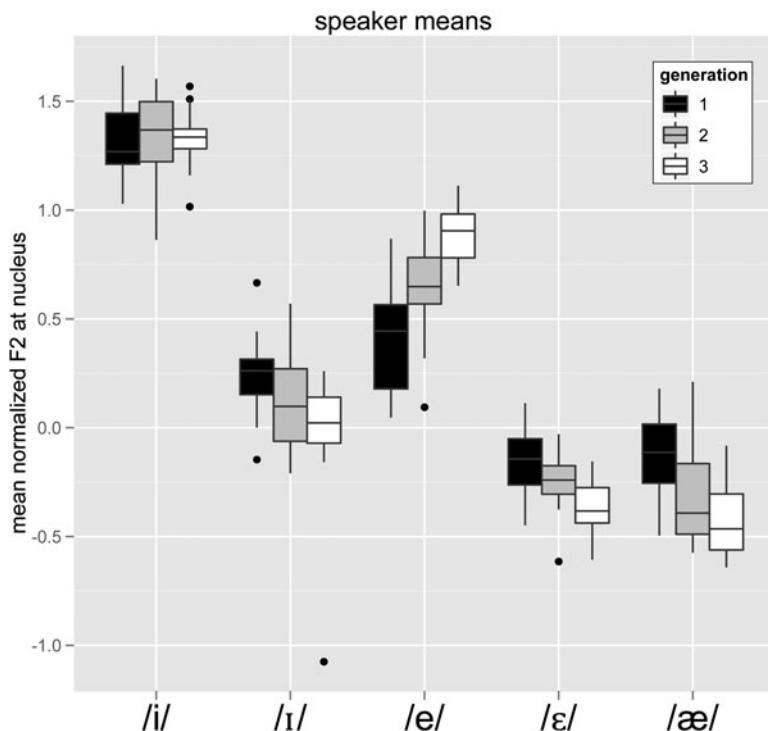 speaker means
generation
1
2
3
mean normalized F2 at nucleus
1.5
1.0
0.5
0.0
-0.5
-1.0
/i/ /ɪ/ /e/ /ɛ/ /æ/